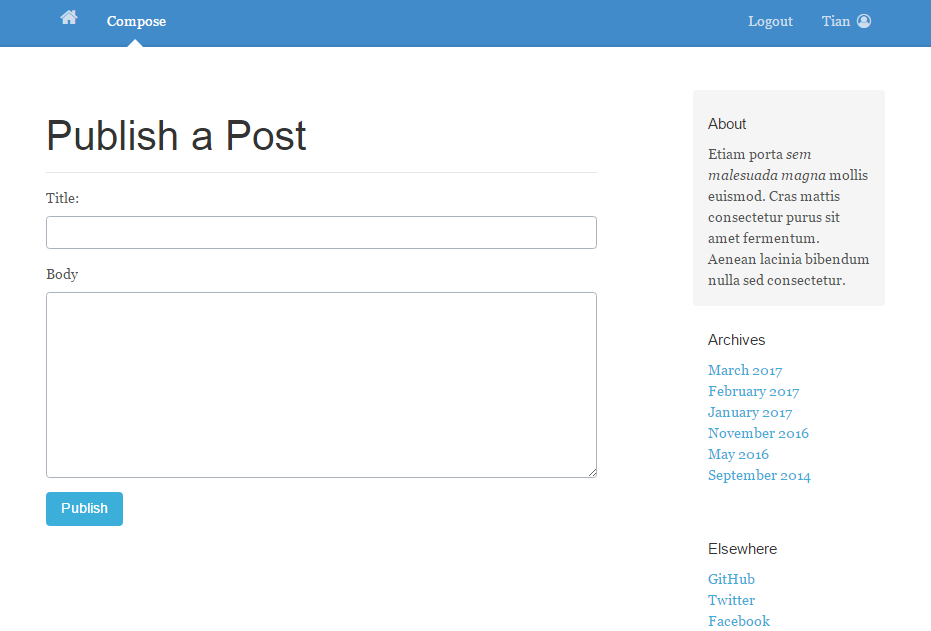 Compose
Logout
Tian
Publish a Post
Title:
Body
Publish
About
Etiam porta sem
malesuada magna mollis
euismod. Cras mattis
consectetur purus sit
amet fermentum.
Aenean lacinia bibendum
nulla sed consectetur.
Archives
March 2017
February 2017
January 2017
November 2016
May 2016
September 2014
Elsewhere
GitHub
Twitter
Facebook